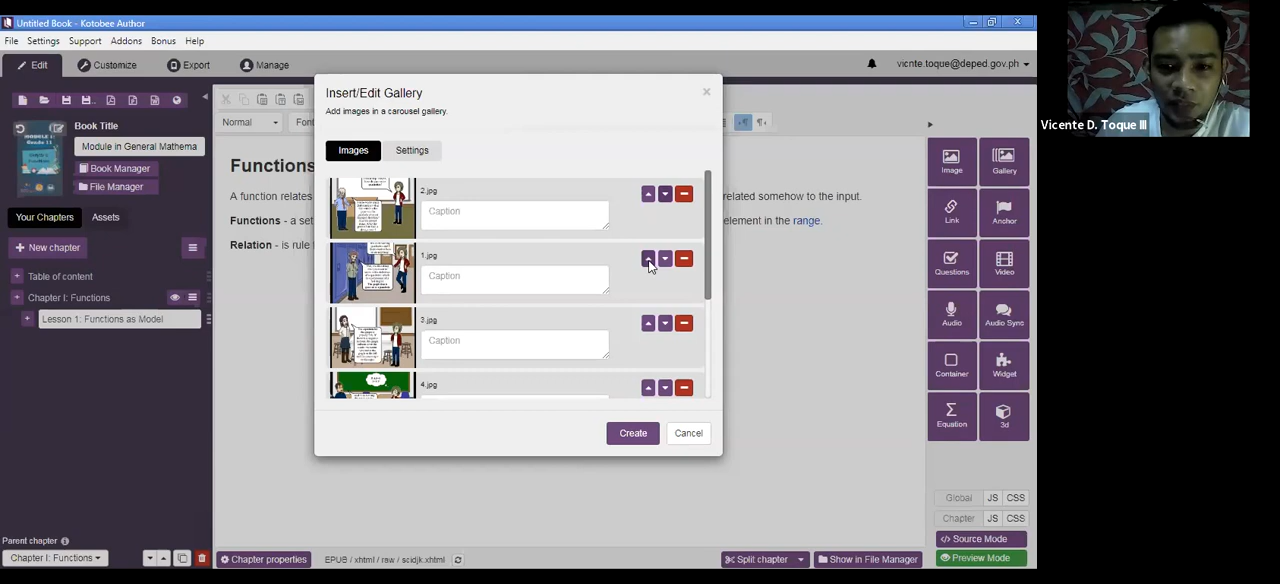 Untitled Book - Kotobee Author
File Settings Support Addons Bonus Help
Edit Customize Export Manage
vicnte.toque@deped.gov.ph
Book Title
Module in General Mathema
Book Manager
File Manager
Your Chapters Assets
New chapter
Table of content
Chapter I: Functions
Lesson 1: Functions as Model
Parent chapter
Chapter I: Functions
Normal Font
Functions
A function relates
related somehow to the input.
Functions - a set
element in the range.
Relation - is rule
Insert/Edit Gallery
Add images in a carousel gallery.
Images Settings
2.jpg
Caption
1.jpg
Caption
3.jpg
Caption
4.jpg
Create Cancel
Image Gallery
Link Anchor
Questions Video
Audio Audio Sync
Container Widget
Equation 3d
Global JS CSS
Chapter JS CSS
Source Mode
Preview Mode
Chapter properties EPUB / xhtml / raw / scidjk.xhtml Split chapter Show in File Manager
Vicente D. Toque III